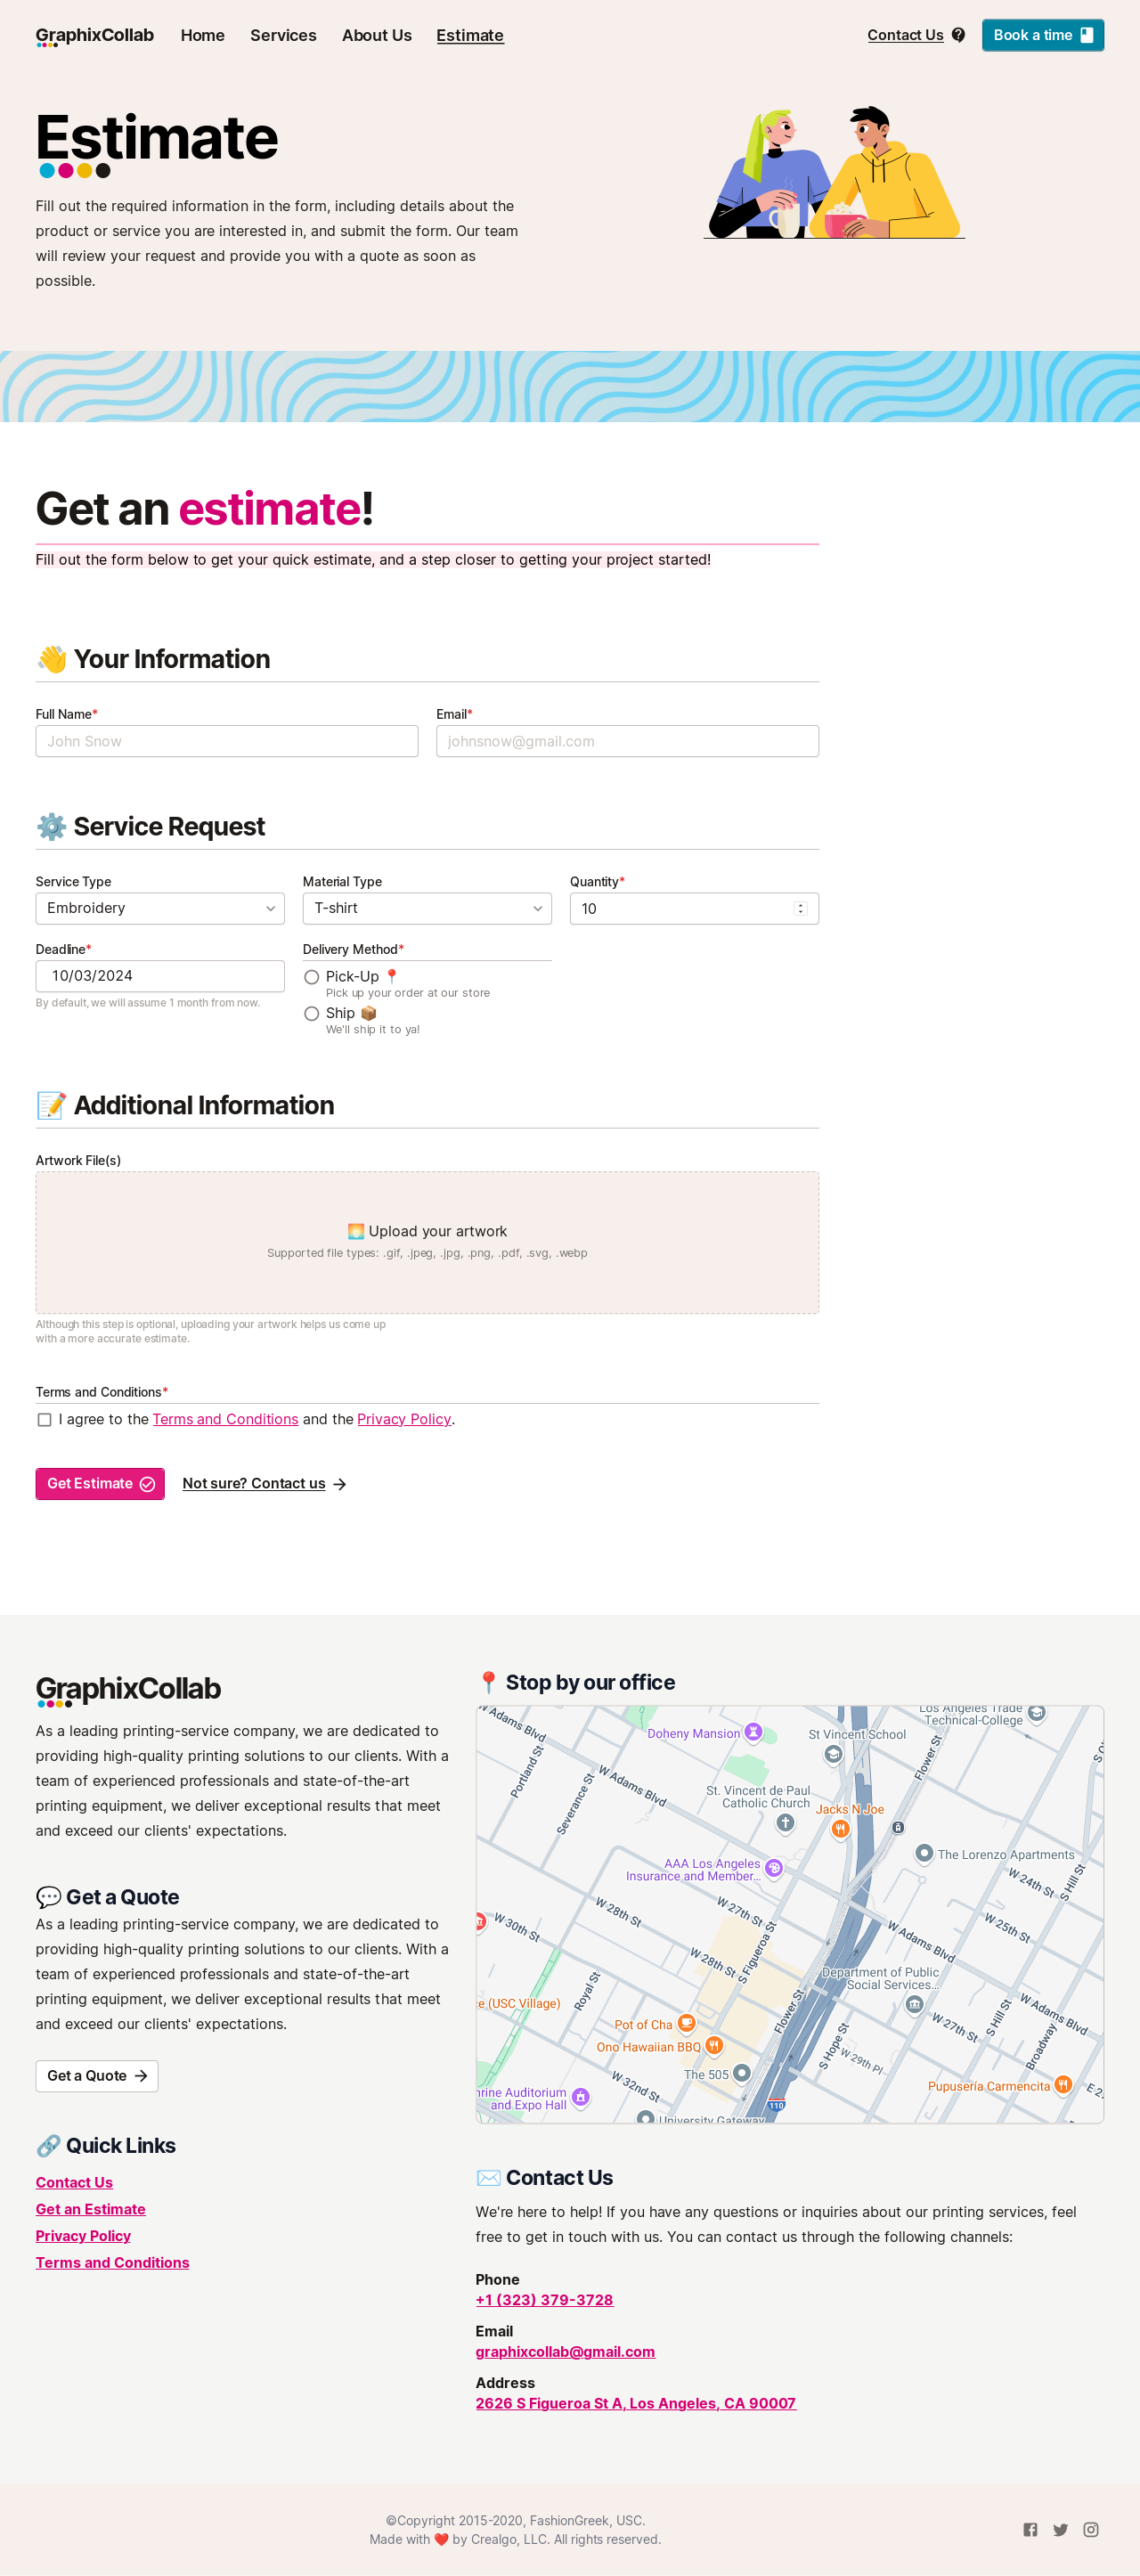 GraphixCollab
Home
Services
About Us
Estimate
Contact Us
Book a time
Estimate
Fill out the required information in the form, including details about the
product or service you are interested in, and submit the form. Our team
will review your request and provide you with a quote as soon as
possible.
Get an estimate!
Fill out the form below to get your quick estimate, and a step closer to getting your project started!
👋 Your Information
Full Name*
John Snow
Email*
johnsnow@gmail.com
⚙️ Service Request
Service Type
Embroidery
Material Type
T-shirt
Quantity*
10
Deadline*
10/03/2024
By default, we will assume 1 month from now.
Delivery Method*
Pick-Up 📍
Pick up your order at our store
Ship 📦
We'll ship it to ya!
📝 Additional Information
Artwork File(s)
🌅 Upload your artwork
Supported file types: .gif, .jpeg, .jpg, .png, .pdf, .svg, .webp
Although this step is optional, uploading your artwork helps us come up
with a more accurate estimate.
Terms and Conditions*
I agree to the Terms and Conditions and the Privacy Policy.
Get Estimate
Not sure? Contact us
GraphixCollab
As a leading printing-service company, we are dedicated to
providing high-quality printing solutions to our clients. With a
team of experienced professionals and state-of-the-art
printing equipment, we deliver exceptional results that meet
and exceed our clients' expectations.
💬 Get a Quote
As a leading printing-service company, we are dedicated to
providing high-quality printing solutions to our clients. With a
team of experienced professionals and state-of-the-art
printing equipment, we deliver exceptional results that meet
and exceed our clients' expectations.
Get a Quote
🔗 Quick Links
Contact Us
Get an Estimate
Privacy Policy
Terms and Conditions
📍 Stop by our office
W Adams Blvd
Doheny Mansion
St Vincent School
Los Angeles Trade
Technical-College
Portland St
Severance St
W Adams Blvd
St. Vincent de Paul
Catholic Church
Flower St
Jacks N Joe
AAA Los Angeles
Insurance and Member...
The Lorenzo Apartments
W 24th St
S Hill St
W 30th St
W 28th St
W 27th St
S Figueroa St
W 28th St
W Adams Blvd
W 25th St
Department of Public
Social Services...
Royal St
ce (USC Village)
Pot of Cha
Flower St
Ono Hawaiian BBQ
S Hope St
W 27th St
S Hill St
W Adams Blvd
Broadway
W 29th Pl
The 505
W 32nd St
hrine Auditorium
and Expo Hall
University Gateway
110
Pupusería Carmencita
E 2
✉️ Contact Us
We're here to help! If you have any questions or inquiries about our printing services, feel
free to get in touch with us. You can contact us through the following channels:
Phone
+1 (323) 379-3728
Email
graphixcollab@gmail.com
Address
2626 S Figueroa St A, Los Angeles, CA 90007
©Copyright 2015-2020, FashionGreek, USC.
Made with ❤️ by Crealgo, LLC. All rights reserved.